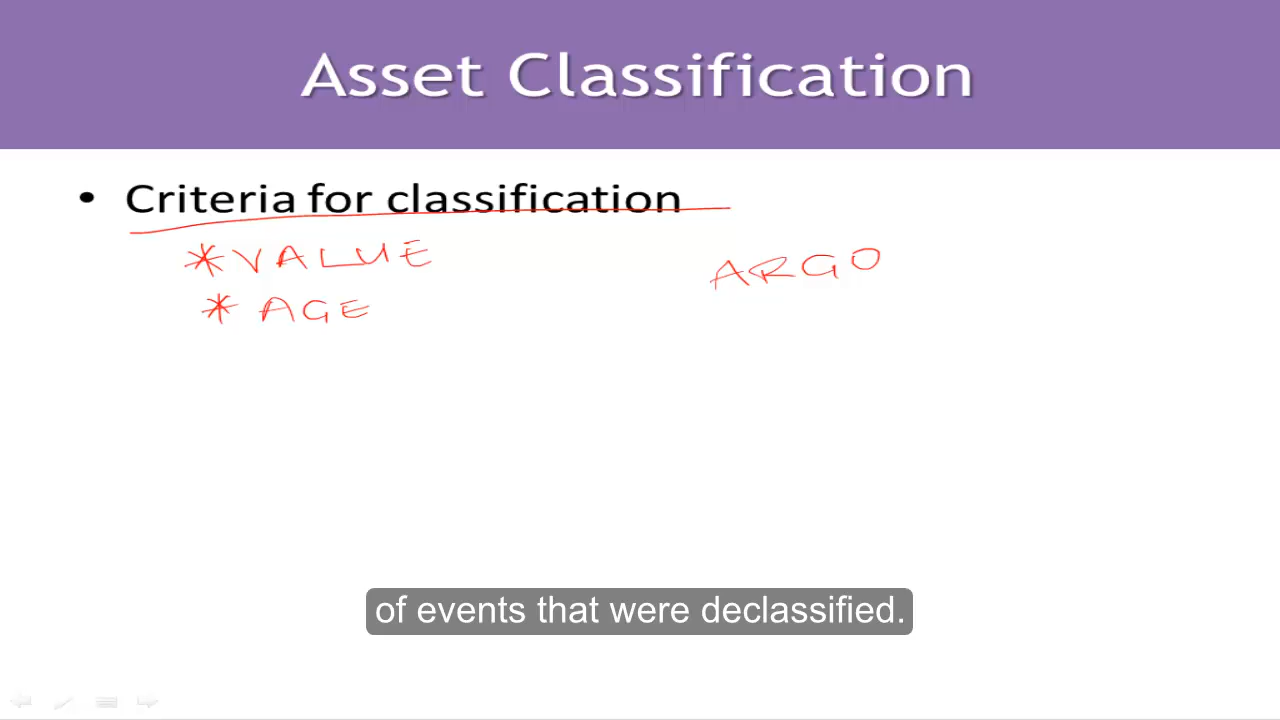 Asset Classification
• Criteria for classification
*VALUE
ARGO
* AGE
of events that were declassified.